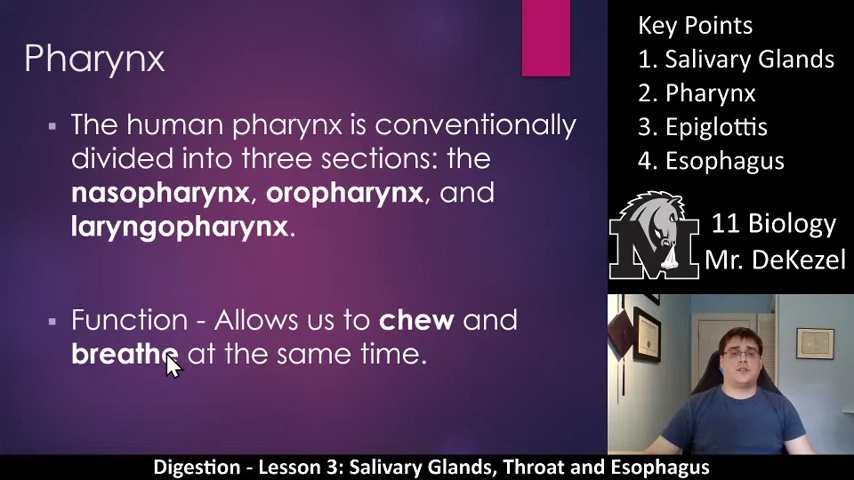 Pharynx
▪ The human pharynx is conventionally
divided into three sections: the
nasopharynx, oropharynx, and
laryngopharynx.
▪ Function - Allows us to chew and
breathe at the same time.
Key Points
1. Salivary Glands
2. Pharynx
3. Epiglottis
4. Esophagus
M
11 Biology
Mr. DeKezel
Digestion - Lesson 3: Salivary Glands, Throat and Esophagus